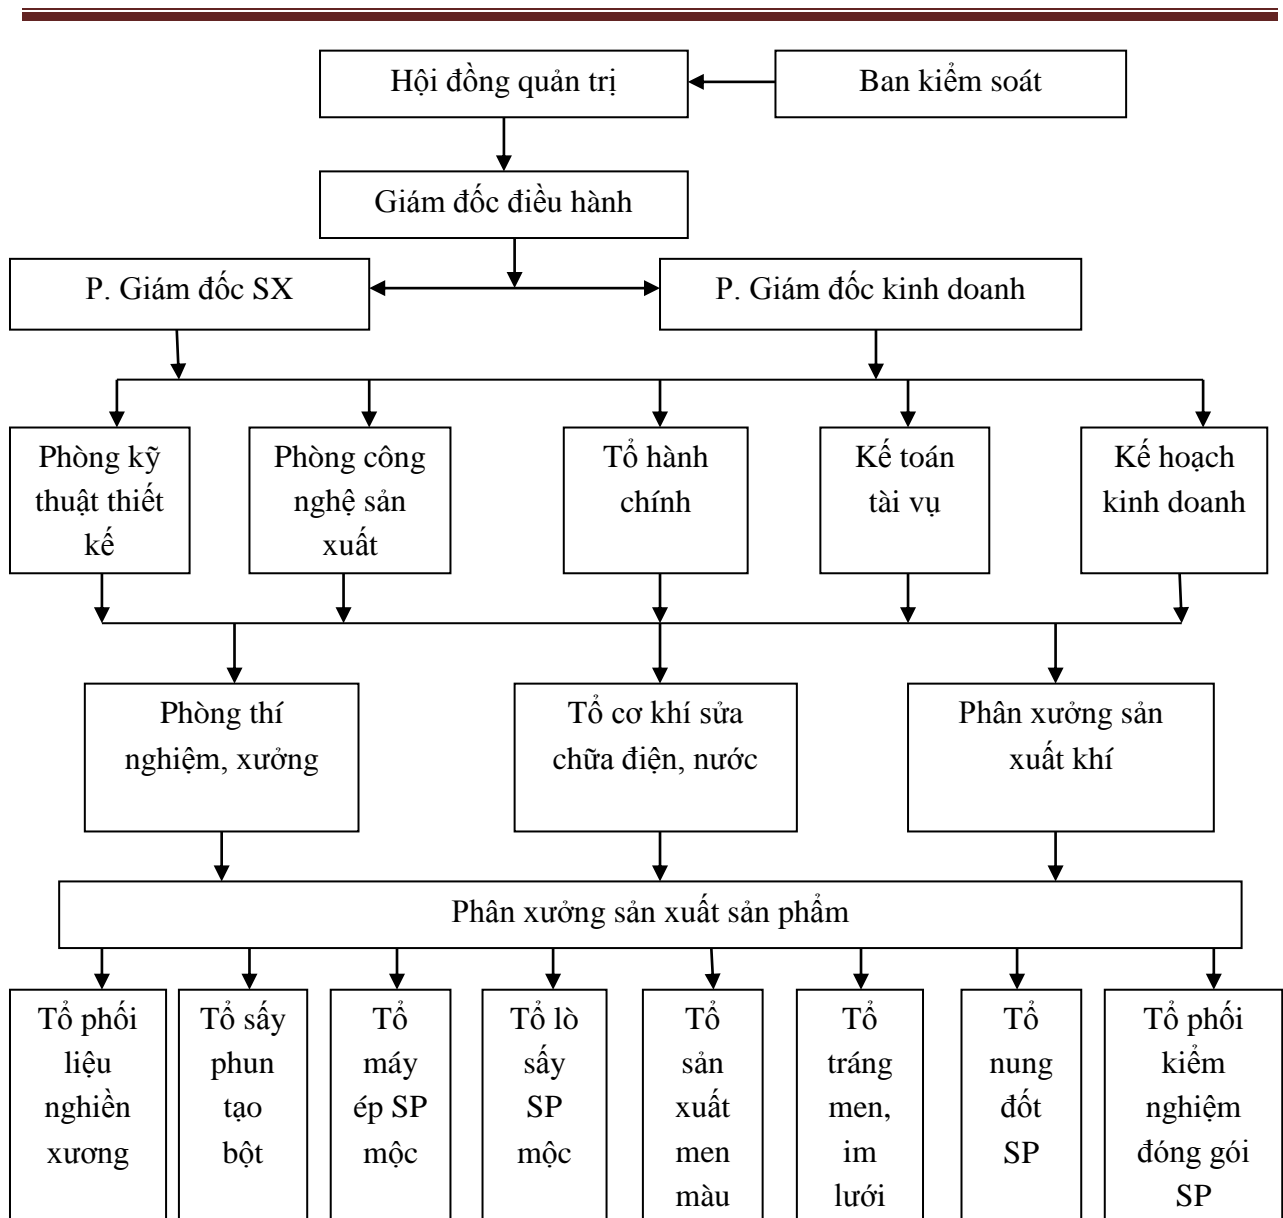 Hội đồng quản trị
Ban kiểm soát
Giám đốc điều hành
P. Giám đốc SX
P. Giám đốc kinh doanh
Phòng kỹ
thuật thiết
kế
Phòng công
nghệ sản
xuất
Tổ hành
chính
Kế toán
tài vụ
Kế hoạch
kinh doanh
Phòng thí
nghiệm, xưởng
Tổ cơ khí sửa
chữa điện, nước
Phân xưởng sản
xuất khí
Phân xưởng sản xuất sản phẩm
Tổ phối
liệu
nghiền
xương
Tổ sấy
phun
tạo
bột
Tổ
máy
ép SP
mộc
Tổ lò
sấy
SP
mộc
Tổ
sản
xuất
men
màu
Tổ
tráng
men,
im
lưới
Tổ
nung
đốt
SP
Tổ phối
kiểm
nghiệm
đóng gói
SP